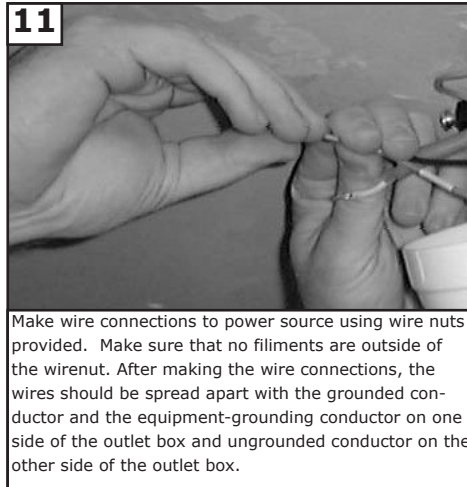 11
Make wire connections to power source using wire nuts
provided.  Make sure that no filiments are outside of
the wirenut. After making the wire connections, the
wires should be spread apart with the grounded con-
ductor and the equipment-grounding conductor on one
side of the outlet box and ungrounded conductor on the
other side of the outlet box.